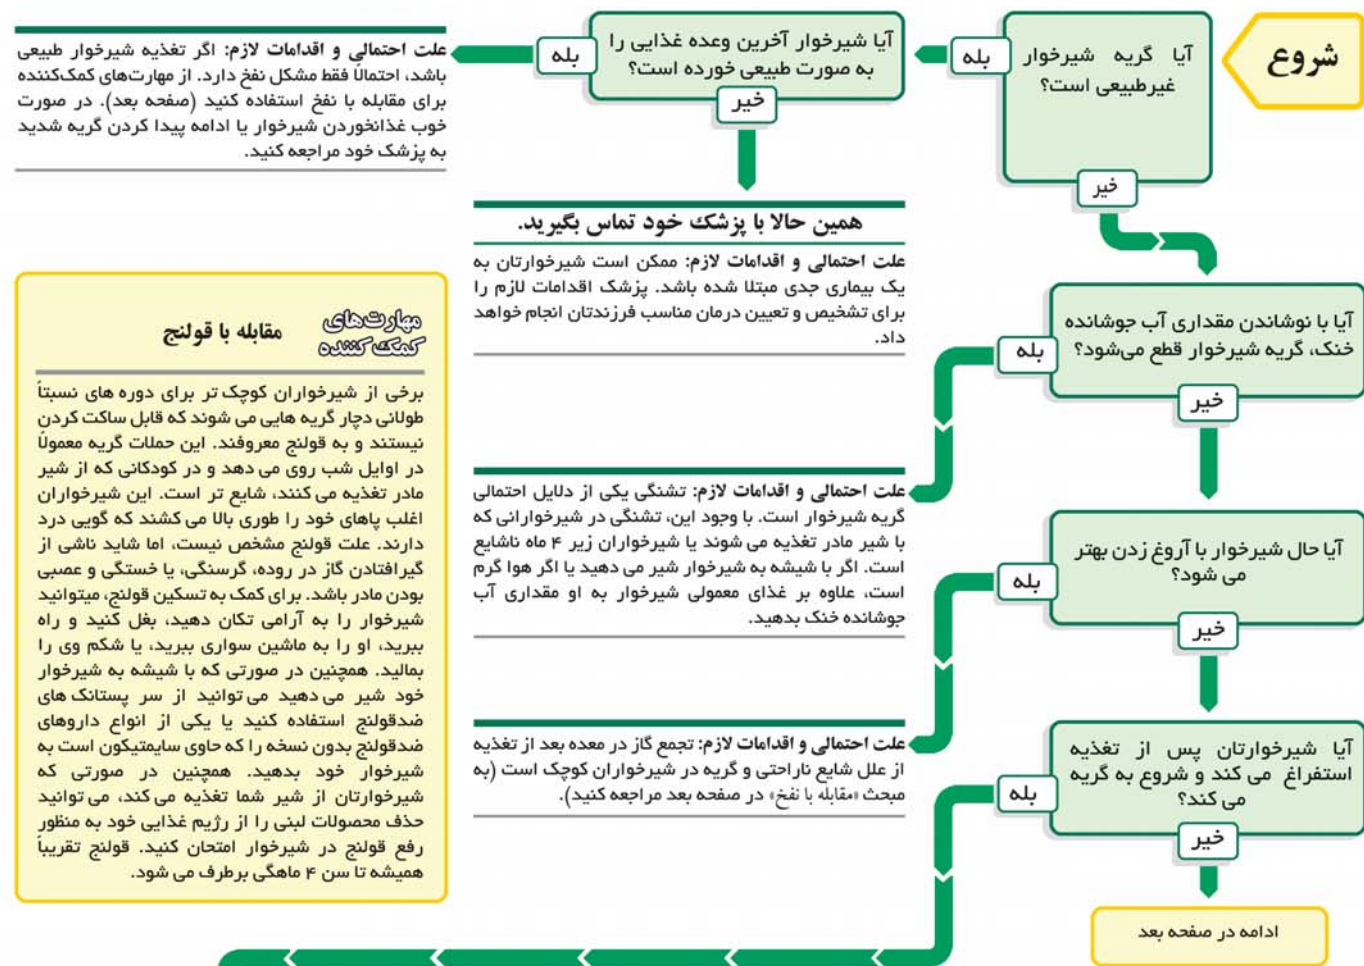 شروع
آیا گریه شیرخوار
غیرطبیعی است؟
بله
خیر
آیا شیرخوار آخرین وعده غذایی را
به صورت طبیعی خورده است؟
بله
خیر
علت احتمالی و اقدامات لازم: اگر تغذیه شیرخوار طبیعی
باشد، احتمالاً فقط مشکل نفخ دارد. از مهارت‌های کمک‌کننده
برای مقابله با نفخ استفاده کنید (صفحه بعد). در صورت
خوب غذانخوردن شیرخوار یا ادامه پیدا کردن گریه شدید
به پزشک خود مراجعه کنید.
همین حالا با پزشک خود تماس بگیرید.
علت احتمالی و اقدامات لازم: ممکن است شیرخوارتان به
یک بیماری جدی مبتلا شده باشد. پزشک اقدامات لازم را
برای تشخیص و تعیین درمان مناسب فرزندتان انجام خواهد
داد.
آیا با نوشاندن مقداری آب جوشانده
خنک، گریه شیرخوار قطع می‌شود؟
بله
خیر
علت احتمالی و اقدامات لازم: تشنگی یکی از دلایل احتمالی
گریه شیرخوار است. با وجود این، تشنگی در شیرخوارانی که
با شیر مادر تغذیه می شوند یا شیرخواران زیر ۴ ماه ناشایع
است. اگر با شیشه به شیرخوار شیر می دهید یا اگر هوا گرم
است، علاوه بر غذای معمولی شیرخوار به او مقداری آب
جوشانده خنک بدهید.
آیا حال شیرخوار با آروغ زدن بهتر
می شود؟
بله
خیر
علت احتمالی و اقدامات لازم: تجمع گاز در معده بعد از تغذیه
از علل شایع ناراحتی و گریه در شیرخواران کوچک است (به
مبحث «مقابله با نفخ» در صفحه بعد مراجعه کنید).
آیا شیرخوارتان پس از تغذیه
استفراغ می کند و شروع به گریه
می کند؟
بله
خیر
ادامه در صفحه بعد
مهارت‌های
کمک کننده
مقابله با قولنج
برخی از شیرخواران کوچک تر برای دوره های نسبتاً
طولانی دچار گریه هایی می شوند که قابل ساکت کردن
نیستند و به قولنج معروفند. این حملات گریه معمولاً
در اوایل شب روی می دهد و در کودکانی که از شیر
مادر تغذیه می کنند، شایع تر است. این شیرخواران
اغلب پاهای خود را طوری بالا می کشند که گویی درد
دارند. علت قولنج مشخص نیست، اما شاید ناشی از
گیرافتادن گاز در روده، گرسنگی، یا خستگی و عصبی
بودن مادر باشد. برای کمک به تسکین قولنج، میتوانید
شیرخوار را به آرامی تکان دهید، بغل کنید و راه
ببرید، او را به ماشین سواری ببرید، یا شکم وی را
بمالید. همچنین در صورتی که با شیشه به شیرخوار
خود شیر می دهید می توانید از سر پستانک های
ضدقولنج استفاده کنید یا یکی از انواع داروهای
ضدقولنج بدون نسخه را که حاوی سایمتیکون است به
شیرخوار خود بدهید. همچنین در صورتی که
شیرخوارتان از شیر شما تغذیه می کند، می توانید
حذف محصولات لبنی را از رژیم غذایی خود به منظور
رفع قولنج در شیرخوار امتحان کنید. قولنج تقریباً
همیشه تا سن ۴ ماهگی برطرف می شود.